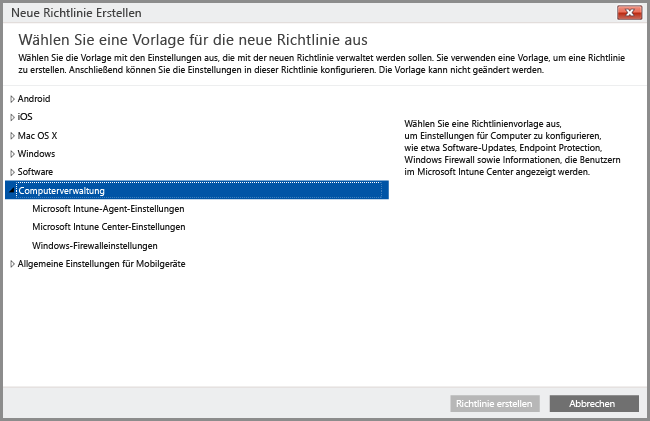 Neue Richtlinie Erstellen
Wählen Sie eine Vorlage für die neue Richtlinie aus
Wählen Sie die Vorlage mit den Einstellungen aus, die mit der neuen Richtlinie verwaltet werden sollen. Sie verwenden eine Vorlage, um eine Richtlinie
zu erstellen. Anschließend können Sie die Einstellungen in dieser Richtlinie konfigurieren. Die Vorlage kann nicht geändert werden.
Android
iOS
Mac OS X
Windows
Software
Computerverwaltung
Microsoft Intune-Agent-Einstellungen
Microsoft Intune Center-Einstellungen
Windows-Firewalleinstellungen
Allgemeine Einstellungen für Mobilgeräte
Wählen Sie eine Richtlinienvorlage aus,
um Einstellungen für Computer zu konfigurieren,
wie etwa Software-Updates, Endpoint Protection,
Windows Firewall sowie Informationen, die Benutzern
im Microsoft Intune Center angezeigt werden.
Richtlinie erstellen
Abbrechen